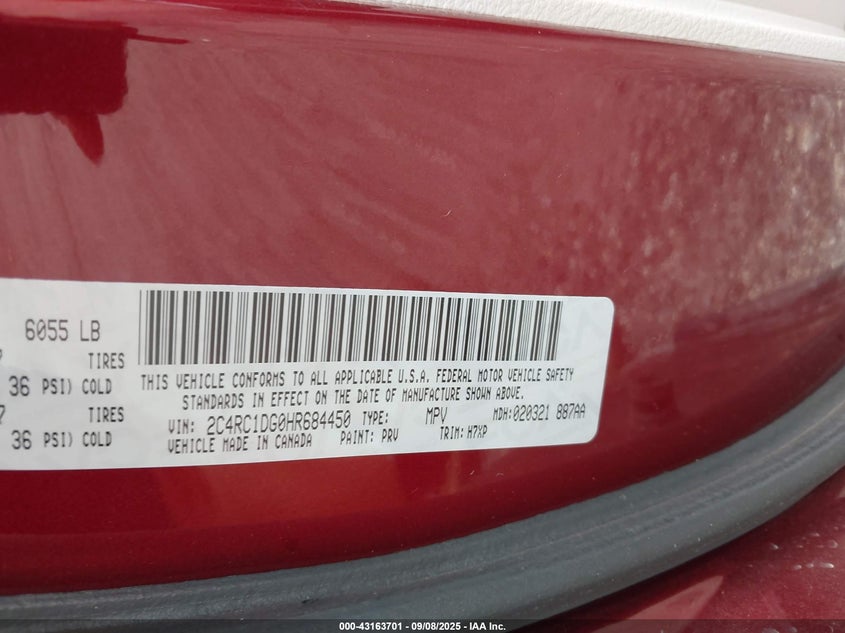 6055 LB
TIRES
36 PSI) COLD
7 TIRES
36 PSI) COLD
THIS VEHICLE CONFORMS TO ALL APPLICABLE U.S.A. FEDERAL MOTOR VEHICLE SAFETY
STANDARDS IN EFFECT ON THE DATE OF MANUFACTURE SHOWN ABOVE.
VIN: 2C4RC1DG0HR684450 TYPE: MPV MDH:020321 887AA
VEHICLE MADE IN CANADA PAINT: PRV TRIM: H7XP
000-43163701 - 09/08/2025 - IAA Inc.